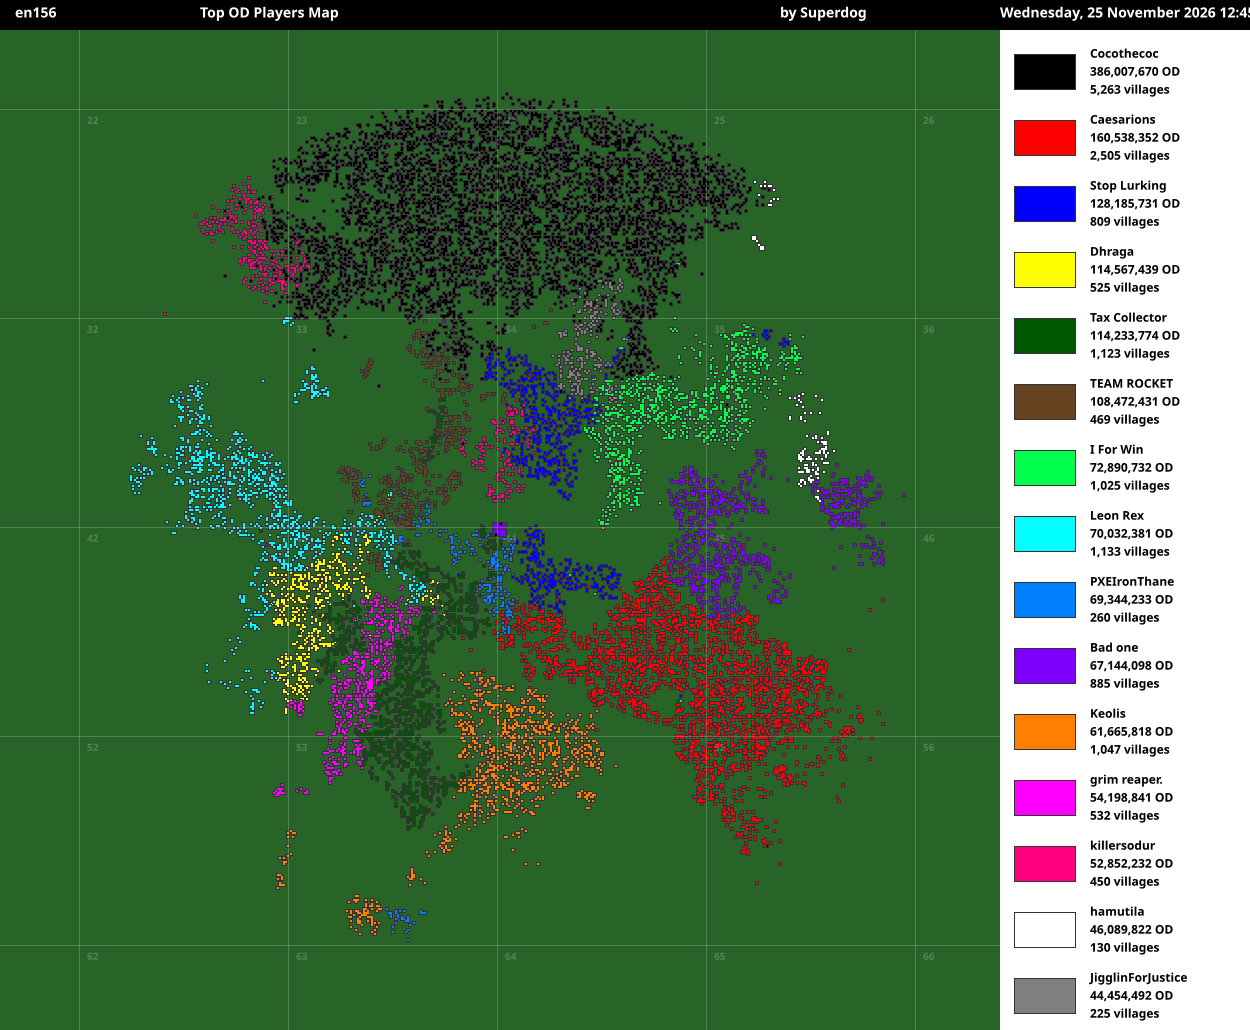 en156
Top OD Players Map
by Superdog
Wednesday, 25 November 2026 12:45
22
23
25
26
32
33
34
35
36
42
45
46
52
53
56
62
63
64
65
66
Cocothecoc
386,007,670 OD
5,263 villages
Caesarions
160,538,352 OD
2,505 villages
Stop Lurking
128,185,731 OD
809 villages
Dhraga
114,567,439 OD
525 villages
Tax Collector
114,233,774 OD
1,123 villages
TEAM ROCKET
108,472,431 OD
469 villages
I For Win
72,890,732 OD
1,025 villages
Leon Rex
70,032,381 OD
1,133 villages
PXEIronThane
69,344,233 OD
260 villages
Bad one
67,144,098 OD
885 villages
Keolis
61,665,818 OD
1,047 villages
grim reaper.
54,198,841 OD
532 villages
killersodur
52,852,232 OD
450 villages
hamutila
46,089,822 OD
130 villages
JigglinForJustice
44,454,492 OD
225 villages